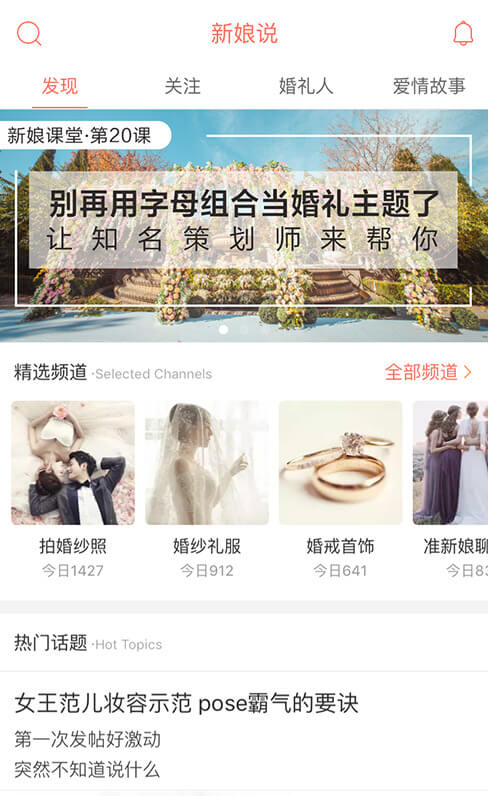 新娘说
发现
关注
婚礼人
爱情故事
新娘课堂·第20课
别再用字母组合当婚礼主题了
让知名策划师来帮你
精选频道 ·Selected Channels
全部频道
拍婚纱照
婚纱礼服
婚戒首饰
准新娘聊
今日1427
今日912
今日641
今日83
热门话题 ·Hot Topics
女王范儿妆容示范 pose霸气的要诀
第一次发帖好激动
突然不知道说什么